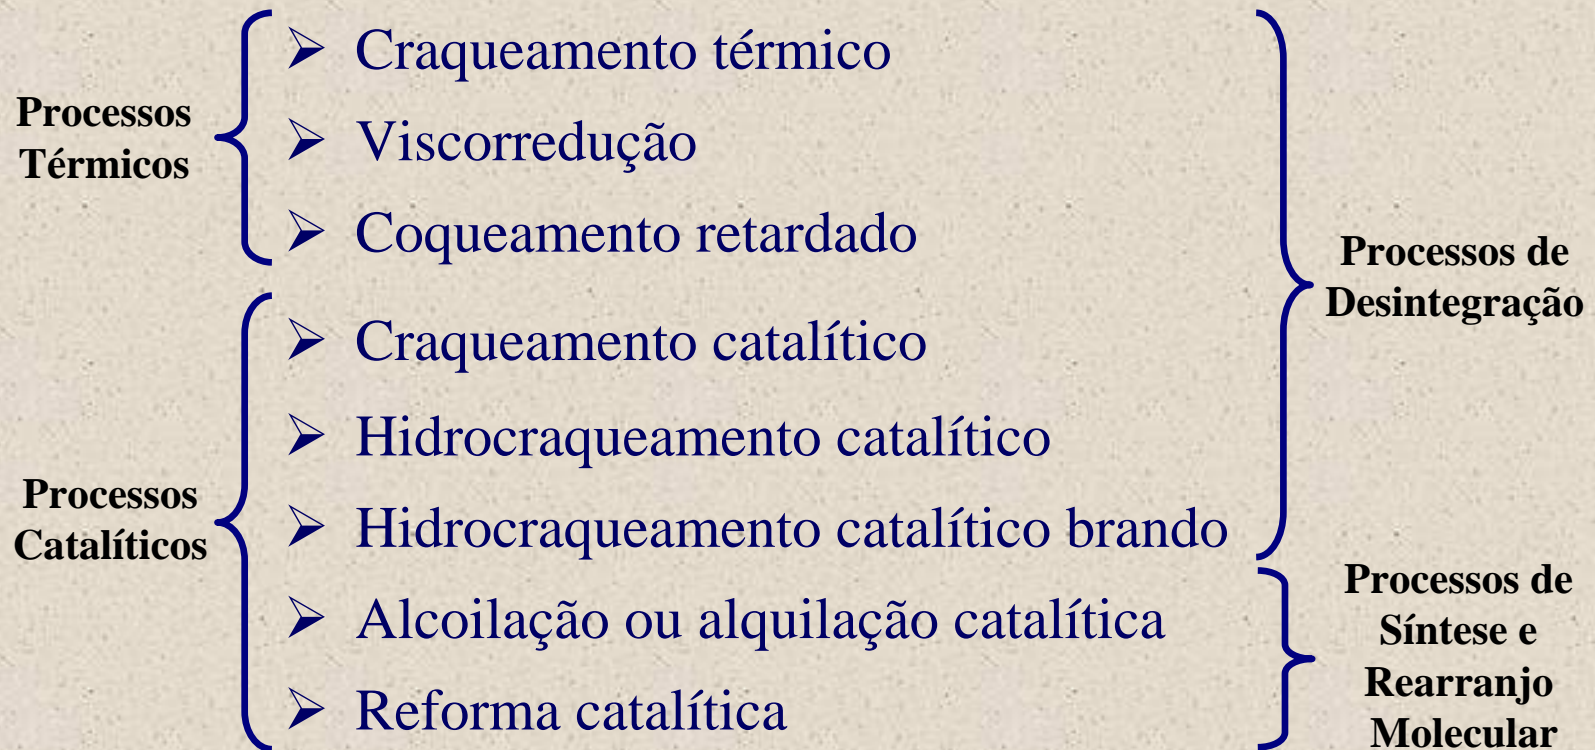 Processos
Térmicos
➢ Craqueamento térmico
➢ Viscorredução
➢ Coqueamento retardado
Processos
Catalíticos
➢ Craqueamento catalítico
➢ Hidrocraqueamento catalítico
➢ Hidrocraqueamento catalítico brando
➢ Alcoilação ou alquilação catalítica
➢ Reforma catalítica
Processos de
Desintegração
Processos de
Síntese e
Rearranjo
Molecular